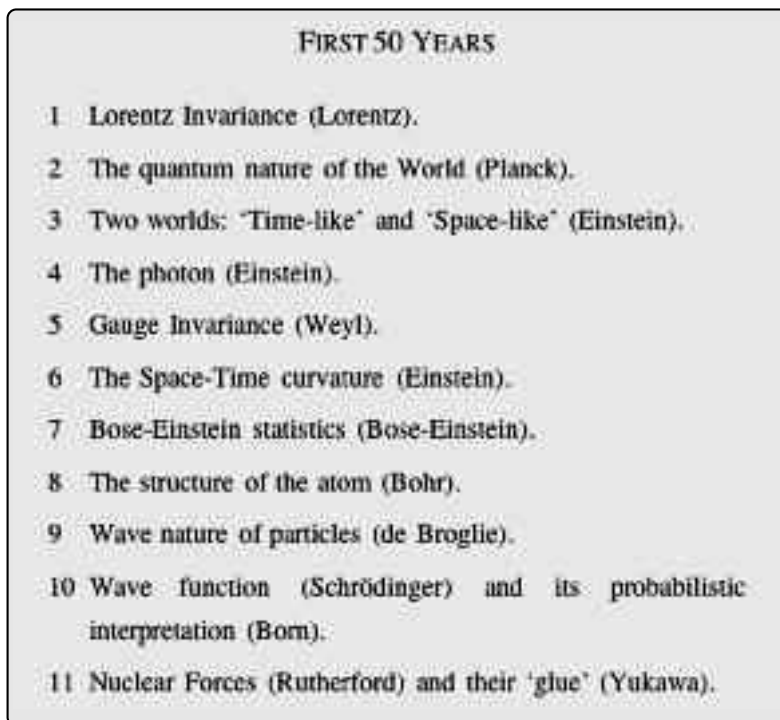 FIRST 50 YEARS
1 Lorentz Invariance (Lorentz).
2 The quantum nature of the World (Planck).
3 Two worlds: 'Time-like' and 'Space-like' (Einstein).
4 The photon (Einstein).
5 Gauge Invariance (Weyl).
6 The Space-Time curvature (Einstein).
7 Bose-Einstein statistics (Bose-Einstein).
8 The structure of the atom (Bohr).
9 Wave nature of particles (de Broglie).
10 Wave function (Schrödinger) and its probabilistic
interpretation (Born).
11 Nuclear Forces (Rutherford) and their 'glue' (Yukawa).